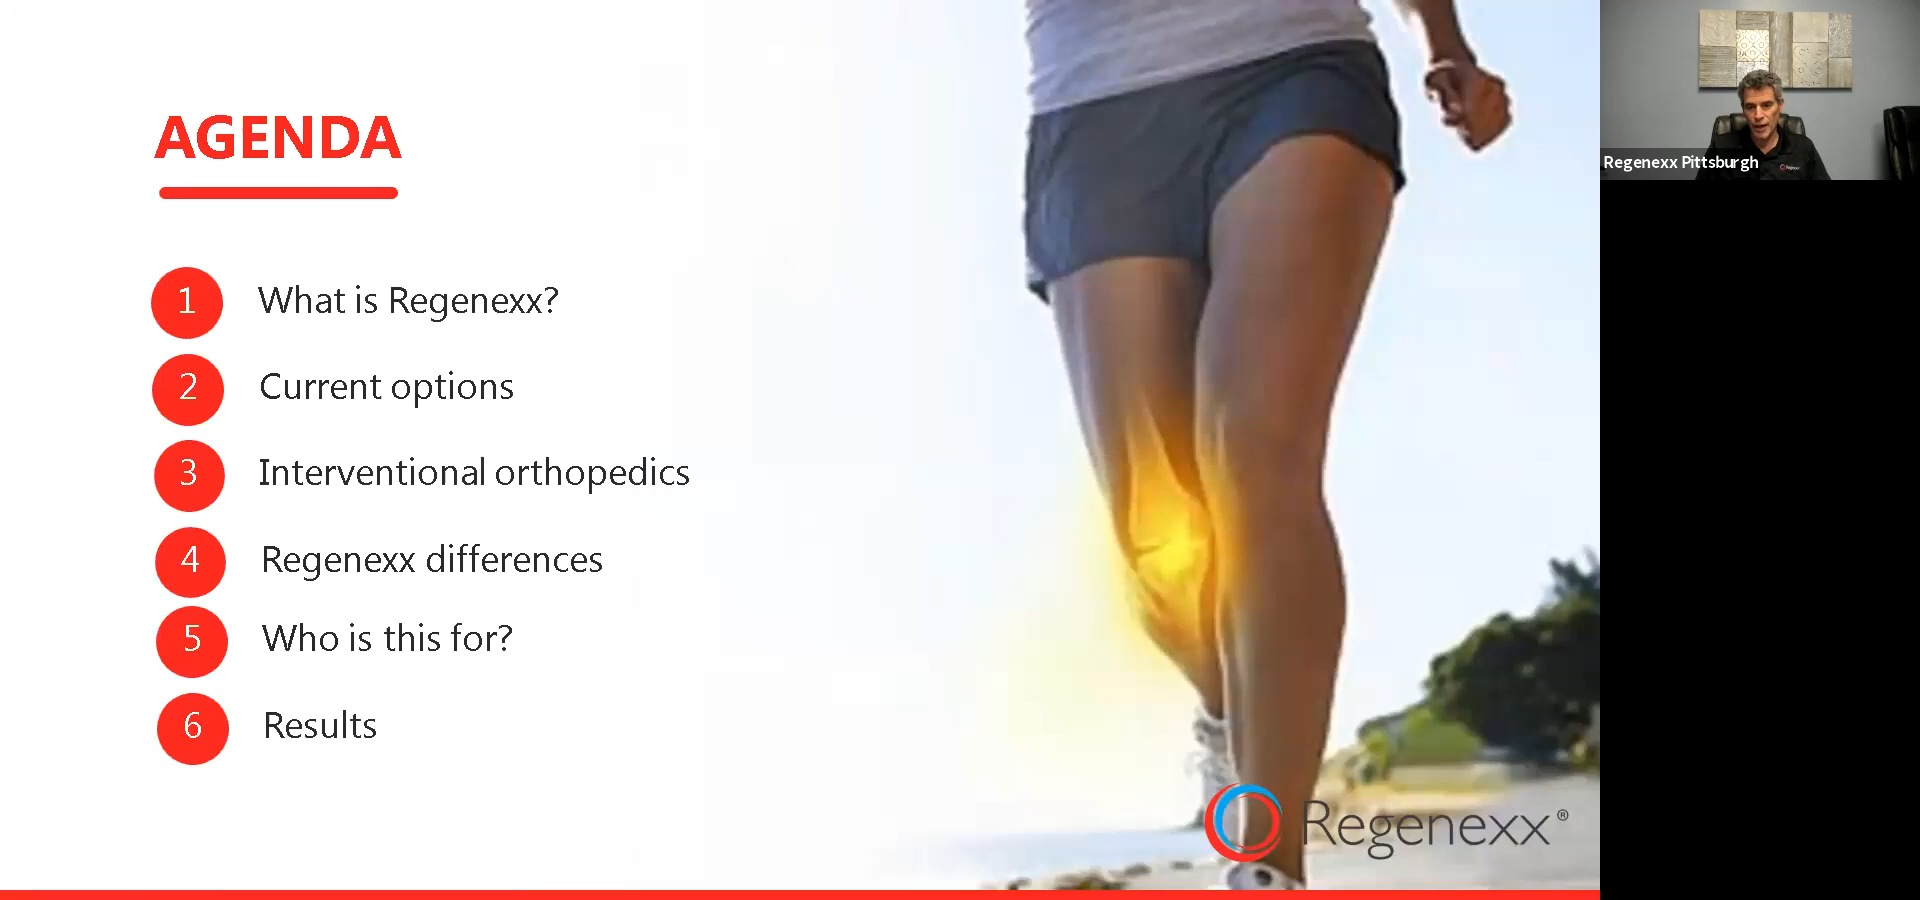 AGENDA
1 What is Regenexx?
2 Current options
3 Interventional orthopedics
4 Regenexx differences
5 Who is this for?
6 Results
Regenexx®
Regenexx Pittsburgh